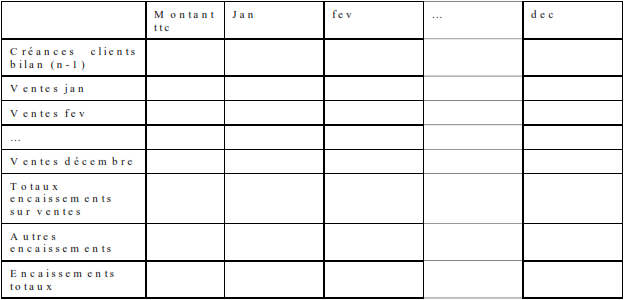 Montant ttc Jan fev ... dec
Créances clients bilan (n-1)
Ventes jan
Ventes fev
...
Ventes décembre
Totaux encaissements sur ventes
Autres encaissements
Encaissements totaux